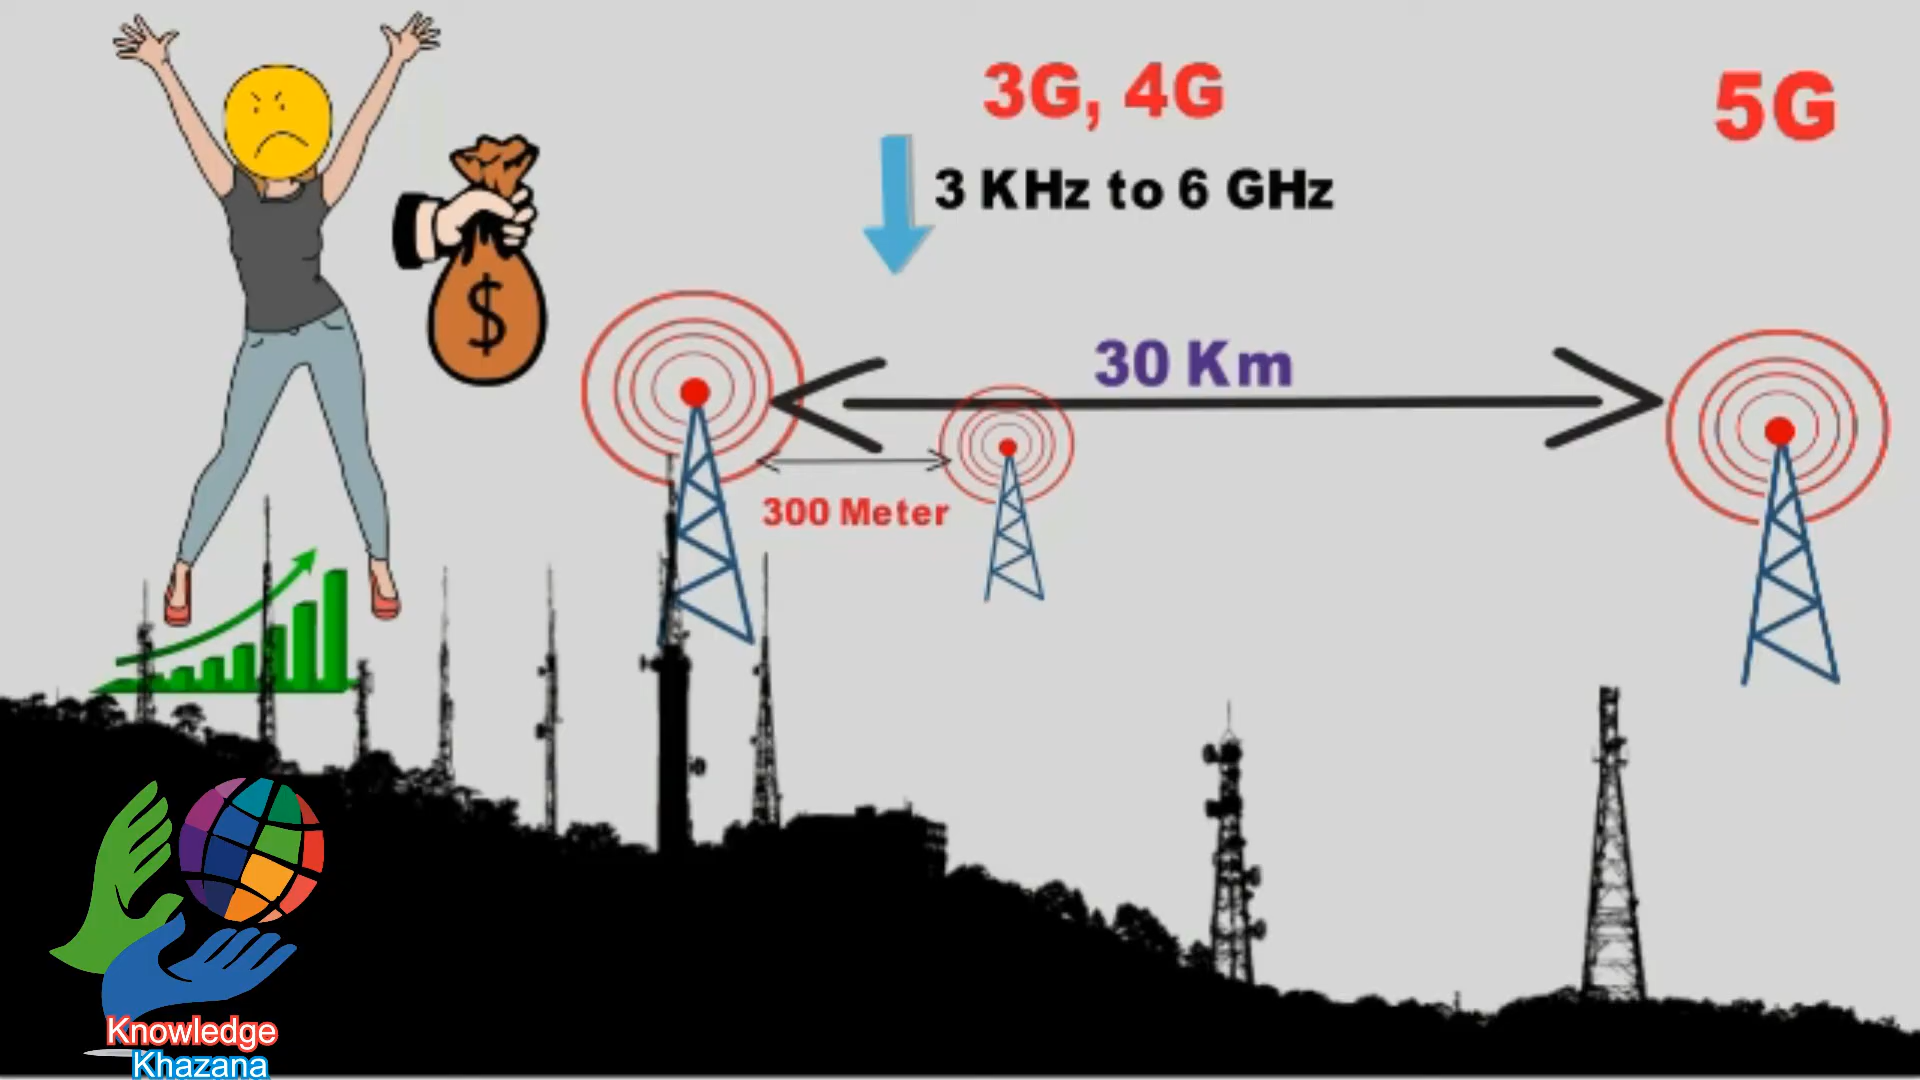 3G, 4G
5G
3 KHz to 6 GHz
$
30 Km
300 Meter
Knowledge
Khazana